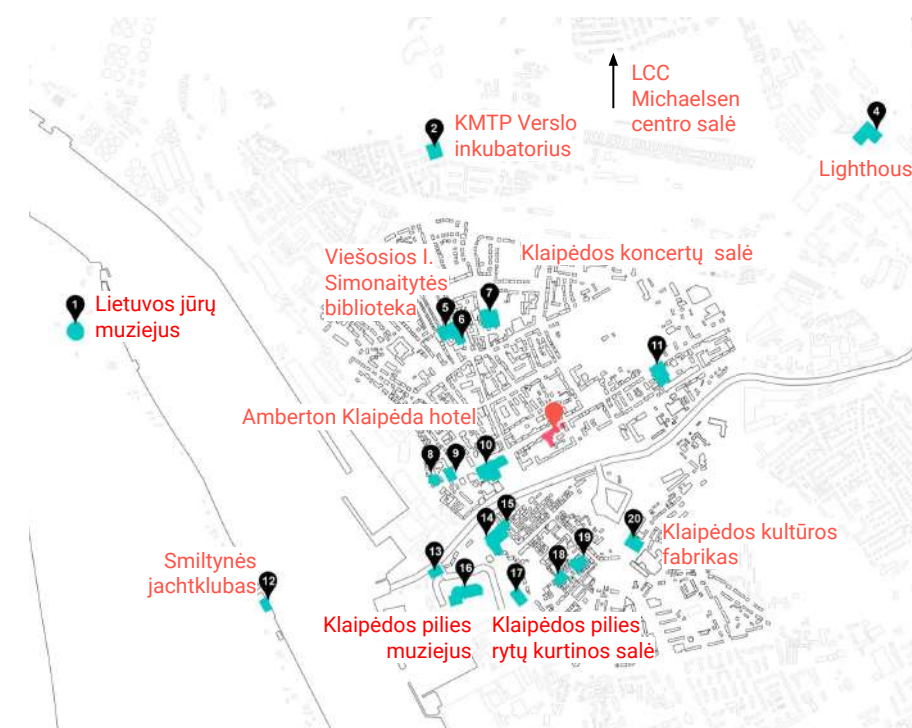 LCC
Michaelsen
centro salė
2
KMTP Verslo
inkubatorius
4
Lighthous
Viešosios I.
Simonaitytės
biblioteka
Klaipėdos koncertų salė
1
Lietuvos jūrų
muziejus
5
6
7
11
Amberton Klaipėda hotel
8
9
10
15
14
13
16
17
18
19
20
Klaipėdos kultūros
fabrikas
Smiltynės
jachtklubas
12
Klaipėdos pilies
muziejus
Klaipėdos pilies
rytų kurtinos salė